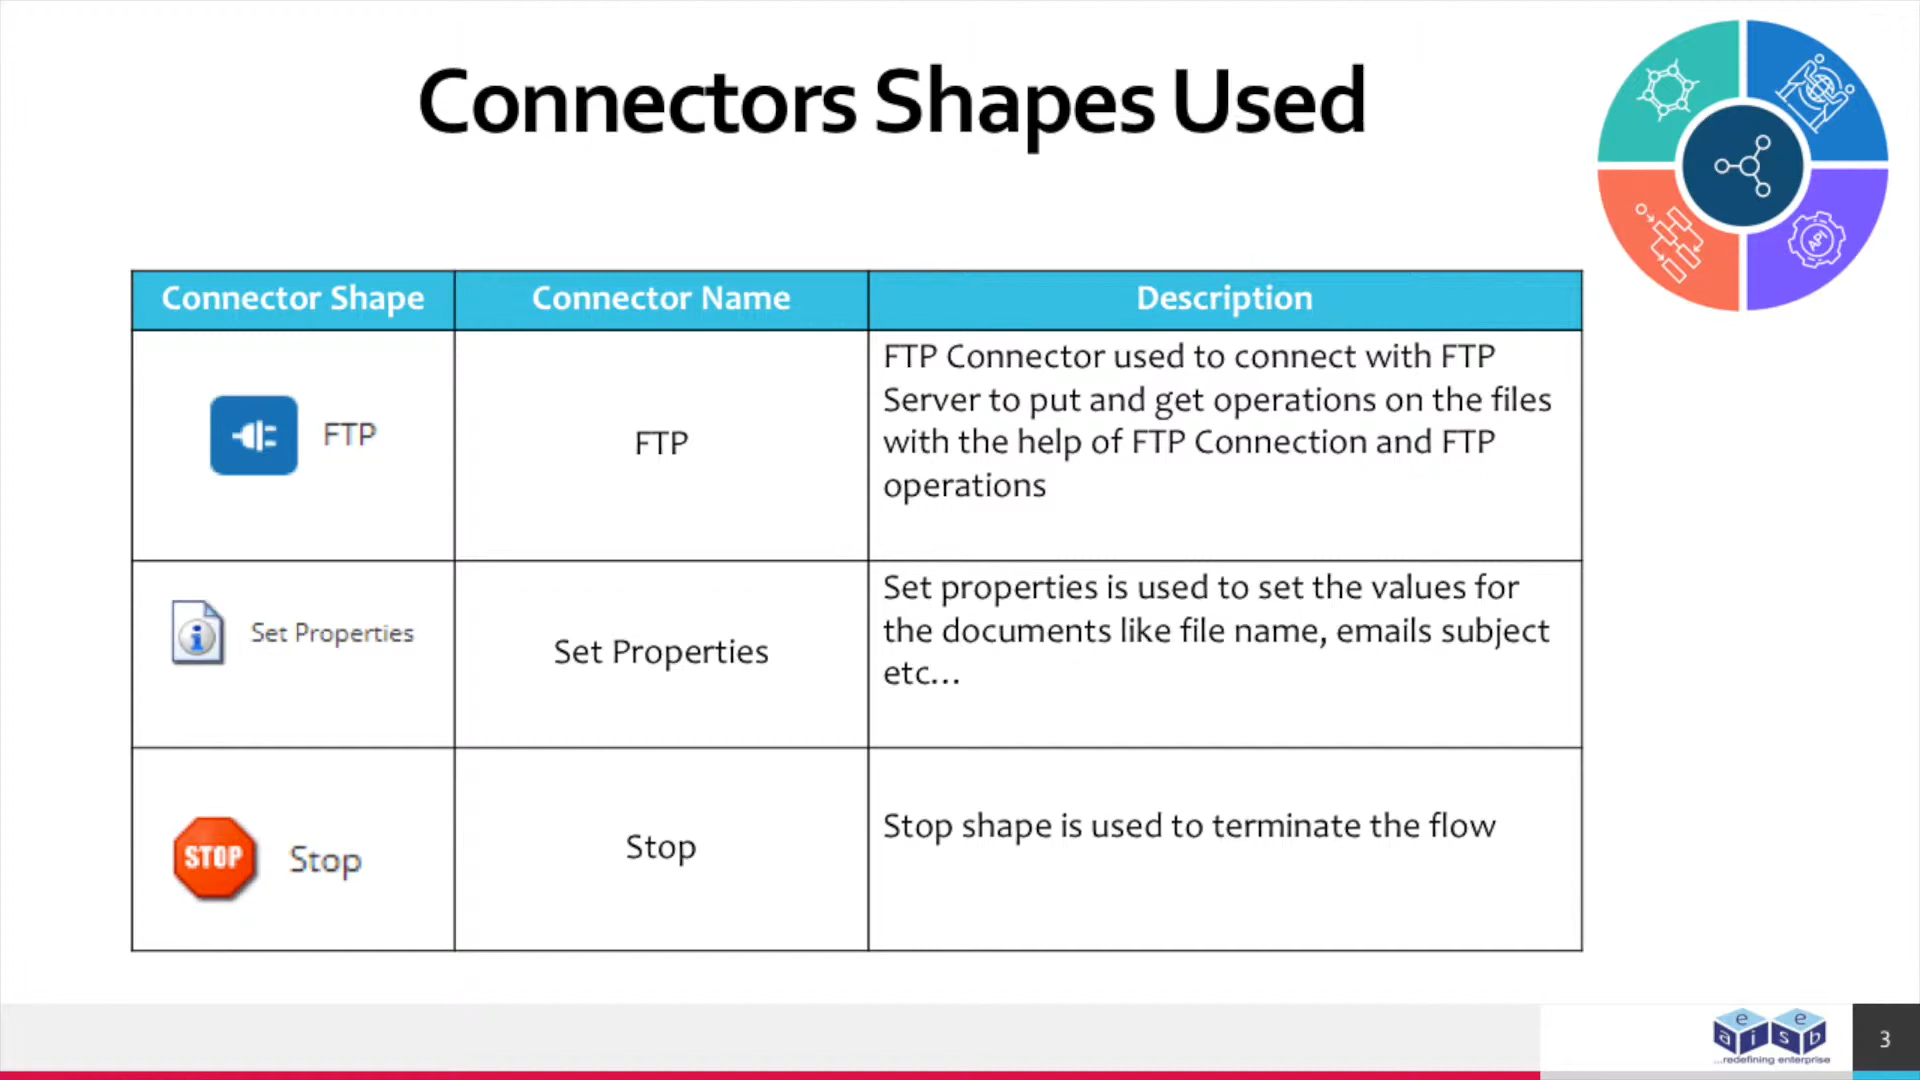 Connectors Shapes Used
API
Connector Shape
Connector Name
Description
FTP
FTP
FTP Connector used to connect with FTP
Server to put and get operations on the files
with the help of FTP Connection and FTP
operations
Set Properties
Set Properties
Set properties is used to set the values for
the documents like file name, emails subject
etc...
STOP
Stop
Stop
Stop shape is used to terminate the flow
e e
a i s b
...redefining enterprise
3